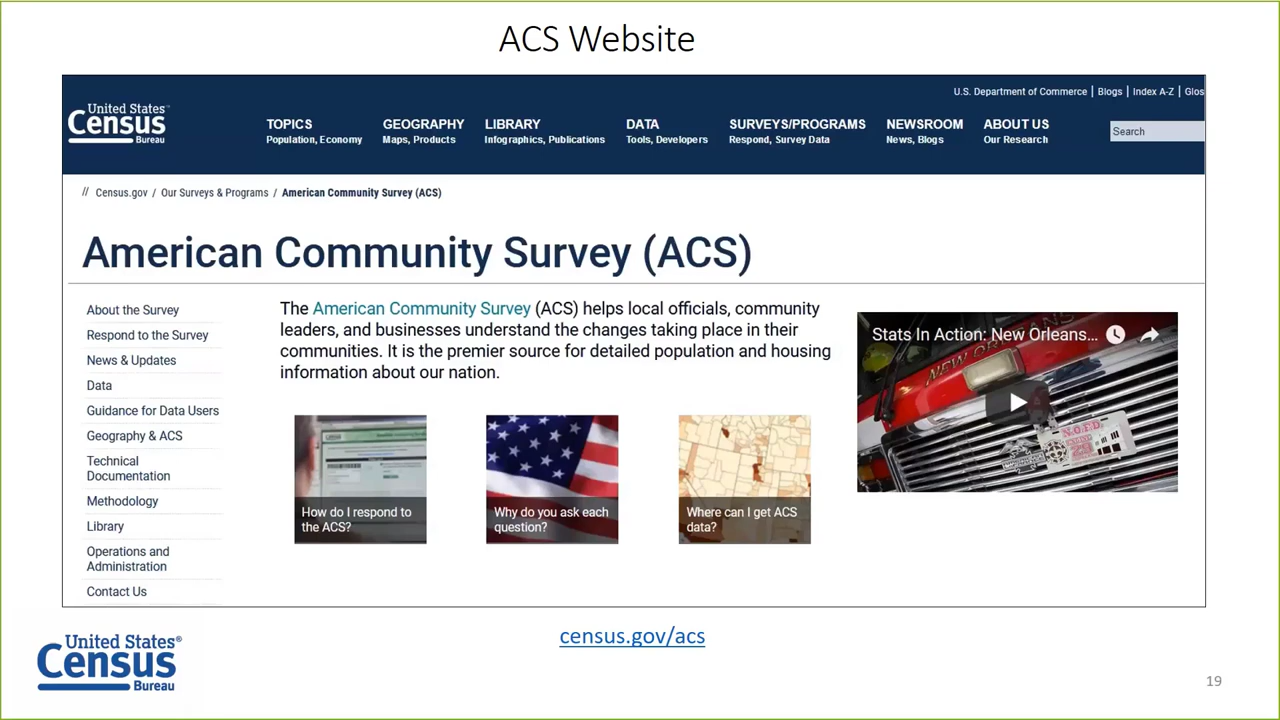 ACS Website
U.S. Department of Commerce | Blogs | Index A-Z | Glos
United States
Census
Bureau
TOPICS
Population, Economy
GEOGRAPHY
Maps, Products
LIBRARY
Infographics, Publications
DATA
Tools, Developers
SURVEYS/PROGRAMS
Respond, Survey Data
NEWSROOM
News, Blogs
ABOUT US
Our Research
Search
// Census.gov / Our Surveys & Programs / American Community Survey (ACS)
American Community Survey (ACS)
About the Survey
Respond to the Survey
News & Updates
Data
Guidance for Data Users
Geography & ACS
Technical
Documentation
Methodology
Library
Operations and
Administration
Contact Us
The American Community Survey (ACS) helps local officials, community
leaders, and businesses understand the changes taking place in their
communities. It is the premier source for detailed population and housing
information about our nation.
How do I respond to
the ACS?
Why do you ask each
question?
Where can I get ACS
data?
Stats In Action: New Orleans...
census.gov/acs
United States®
Census
Bureau
19